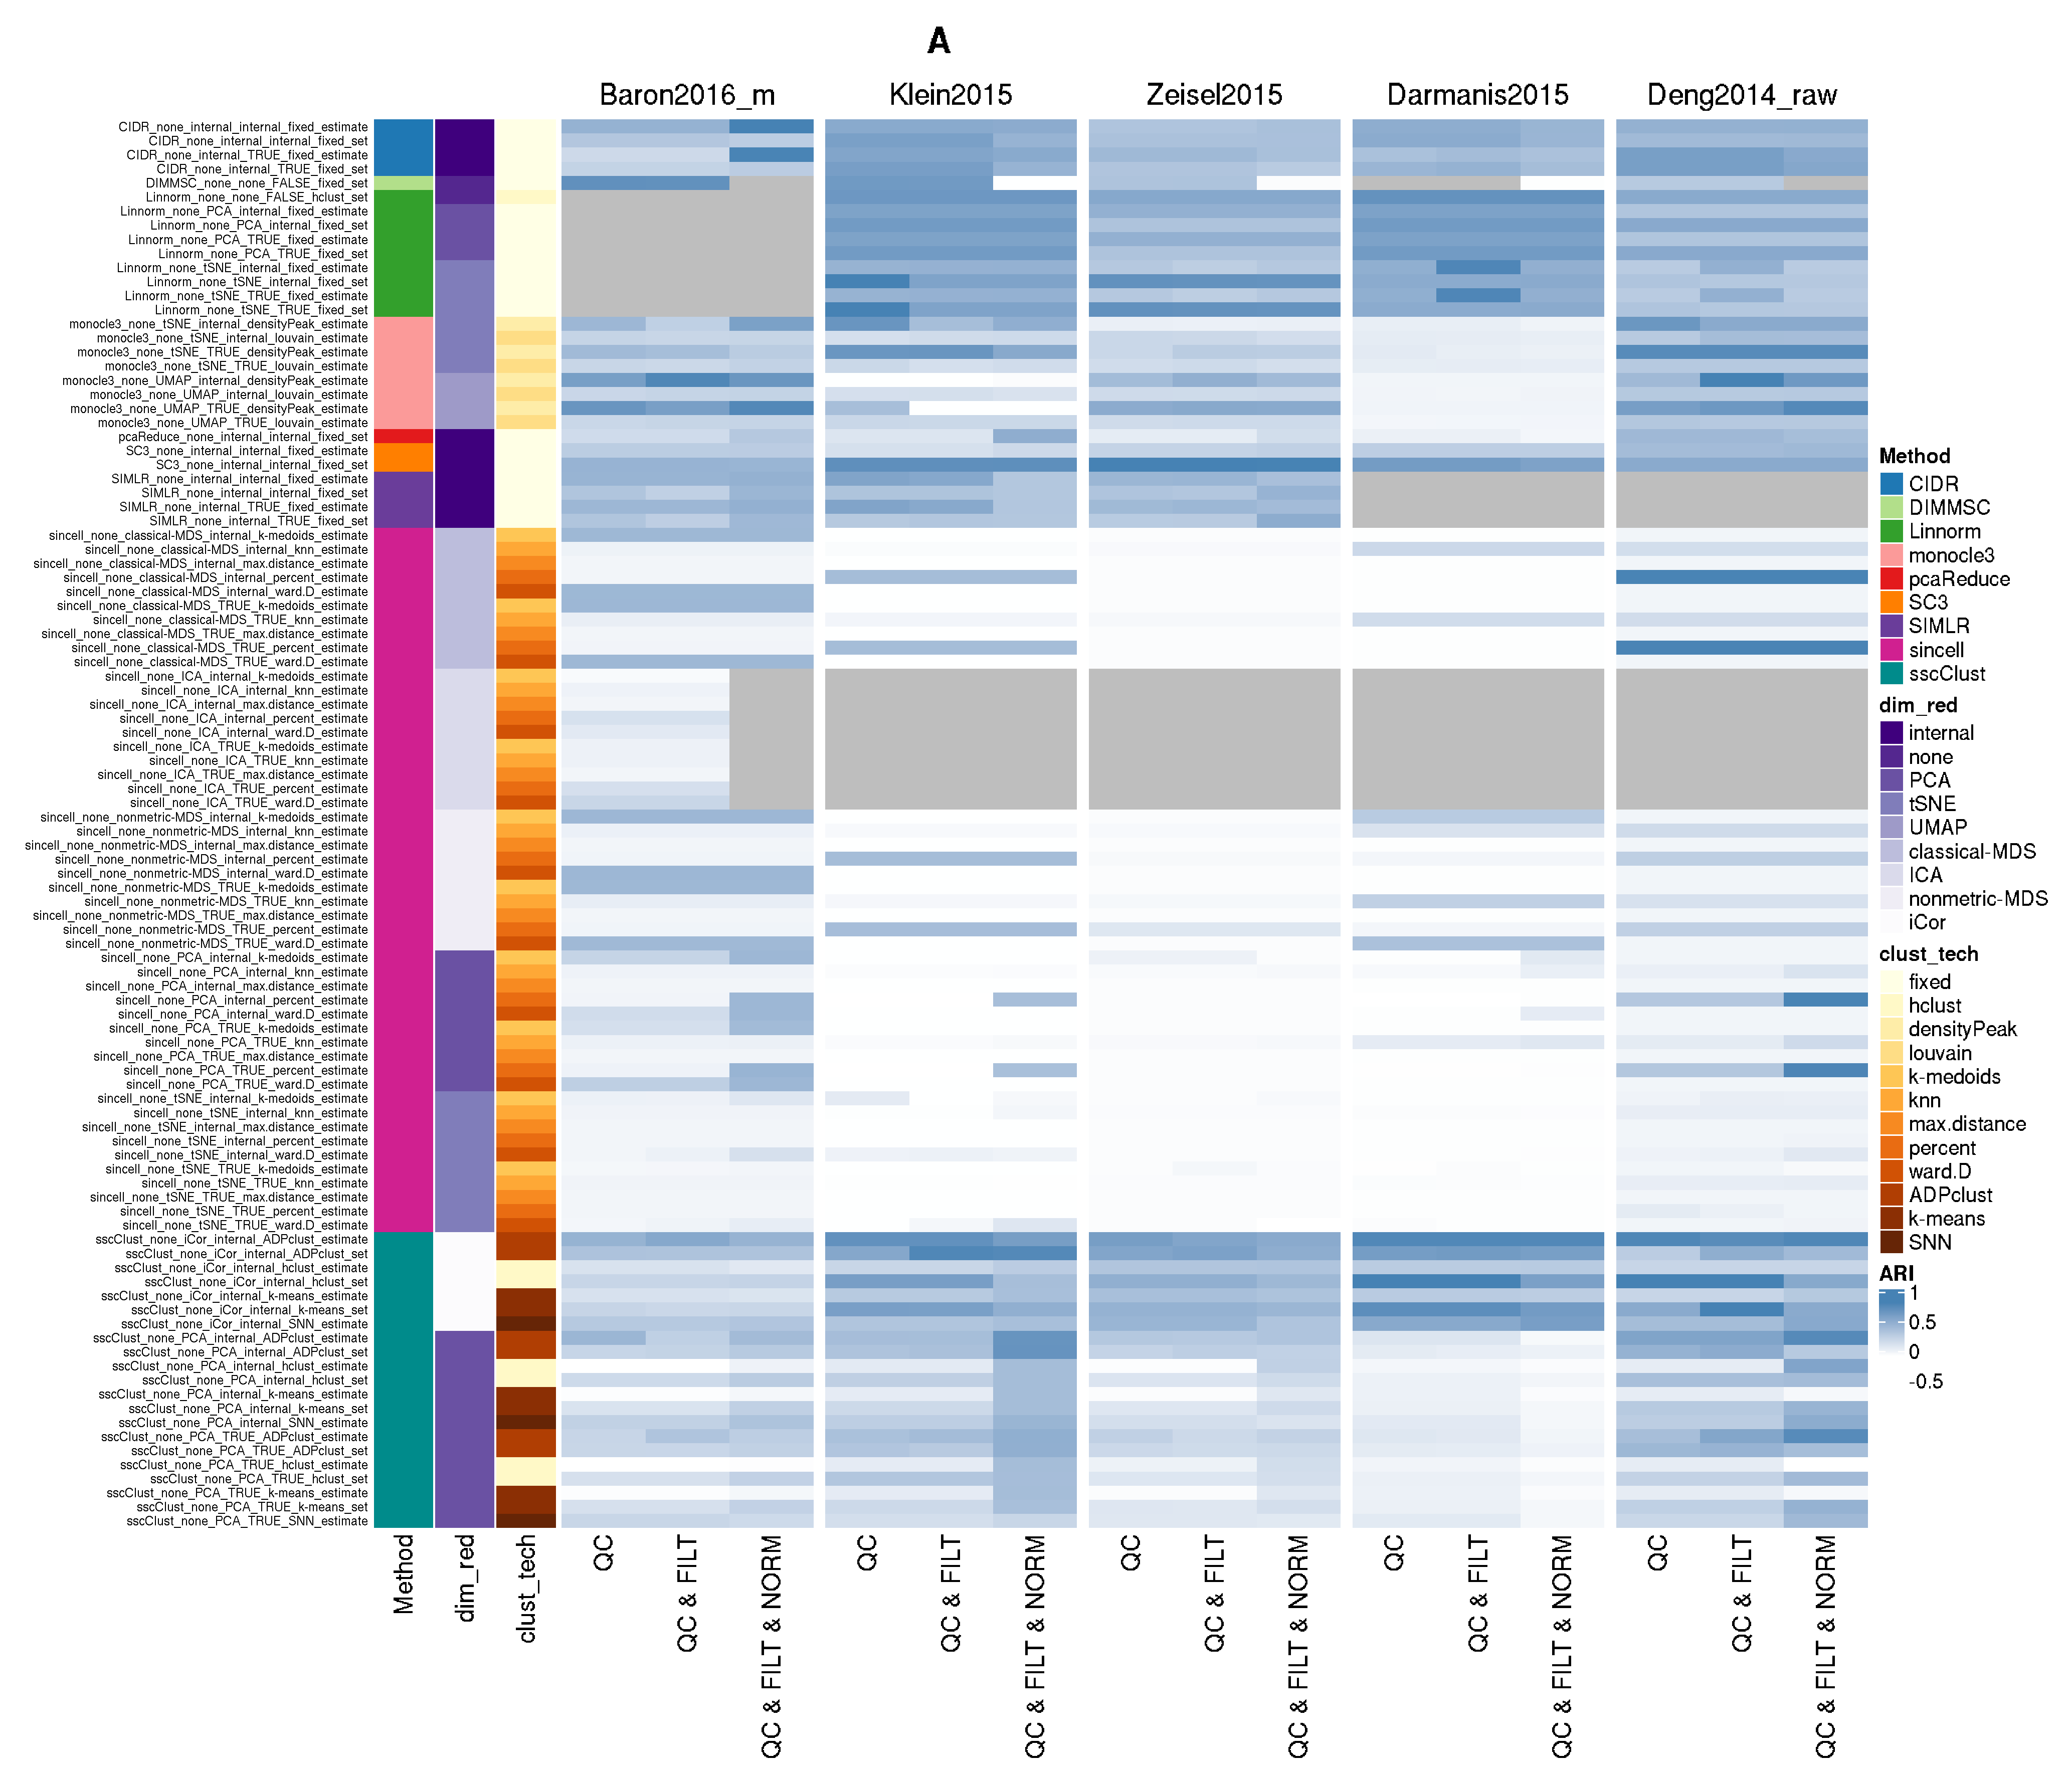 A
Baron2016_m Klein2015 Zeisel2015 Darmanis2015 Deng2014_raw
CIDR_none_internal_internal_fixed_estimate
CIDR_none_internal_internal_fixed_set
CIDR_none_internal_TRUE_fixed_estimate
CIDR_none_internal_TRUE_fixed_set
DIMMSC_none_none_FALSE_fixed_set
Linnorm_none_none_FALSE_hclust_set
Linnorm_none_PCA_internal_fixed_estimate
Linnorm_none_PCA_internal_fixed_set
Linnorm_none_PCA_TRUE_fixed_estimate
Linnorm_none_PCA_TRUE_fixed_set
Linnorm_none_tSNE_internal_fixed_estimate
Linnorm_none_tSNE_internal_fixed_set
Linnorm_none_tSNE_TRUE_fixed_estimate
Linnorm_none_tSNE_TRUE_fixed_set
monocle3_none_tSNE_internal_densityPeak_estimate
monocle3_none_tSNE_internal_louvain_estimate
monocle3_none_tSNE_TRUE_densityPeak_estimate
monocle3_none_tSNE_TRUE_louvain_estimate
monocle3_none_UMAP_internal_densityPeak_estimate
monocle3_none_UMAP_internal_louvain_estimate
monocle3_none_UMAP_TRUE_densityPeak_estimate
monocle3_none_UMAP_TRUE_louvain_estimate
pcaReduce_none_internal_internal_fixed_set
SC3_none_internal_internal_fixed_estimate
SC3_none_internal_internal_fixed_set
SIMLR_none_internal_internal_fixed_estimate
SIMLR_none_internal_internal_fixed_set
SIMLR_none_internal_TRUE_fixed_estimate
SIMLR_none_internal_TRUE_fixed_set
sincell_none_classical-MDS_internal_k-medoids_estimate
sincell_none_classical-MDS_internal_knn_estimate
sincell_none_classical-MDS_internal_max.distance_estimate
sincell_none_classical-MDS_internal_percent_estimate
sincell_none_classical-MDS_internal_ward.D_estimate
sincell_none_classical-MDS_TRUE_k-medoids_estimate
sincell_none_classical-MDS_TRUE_knn_estimate
sincell_none_classical-MDS_TRUE_max.distance_estimate
sincell_none_classical-MDS_TRUE_percent_estimate
sincell_none_classical-MDS_TRUE_ward.D_estimate
sincell_none_ICA_internal_k-medoids_estimate
sincell_none_ICA_internal_knn_estimate
sincell_none_ICA_internal_max.distance_estimate
sincell_none_ICA_internal_percent_estimate
sincell_none_ICA_internal_ward.D_estimate
sincell_none_ICA_TRUE_k-medoids_estimate
sincell_none_ICA_TRUE_knn_estimate
sincell_none_ICA_TRUE_max.distance_estimate
sincell_none_ICA_TRUE_percent_estimate
sincell_none_ICA_TRUE_ward.D_estimate
sincell_none_nonmetric-MDS_internal_k-medoids_estimate
sincell_none_nonmetric-MDS_internal_knn_estimate
sincell_none_nonmetric-MDS_internal_max.distance_estimate
sincell_none_nonmetric-MDS_internal_percent_estimate
sincell_none_nonmetric-MDS_internal_ward.D_estimate
sincell_none_nonmetric-MDS_TRUE_k-medoids_estimate
sincell_none_nonmetric-MDS_TRUE_knn_estimate
sincell_none_nonmetric-MDS_TRUE_max.distance_estimate
sincell_none_nonmetric-MDS_TRUE_percent_estimate
sincell_none_nonmetric-MDS_TRUE_ward.D_estimate
sincell_none_PCA_internal_k-medoids_estimate
sincell_none_PCA_internal_knn_estimate
sincell_none_PCA_internal_max.distance_estimate
sincell_none_PCA_internal_percent_estimate
sincell_none_PCA_internal_ward.D_estimate
sincell_none_PCA_TRUE_k-medoids_estimate
sincell_none_PCA_TRUE_knn_estimate
sincell_none_PCA_TRUE_max.distance_estimate
sincell_none_PCA_TRUE_percent_estimate
sincell_none_PCA_TRUE_ward.D_estimate
sincell_none_tSNE_internal_k-medoids_estimate
sincell_none_tSNE_internal_knn_estimate
sincell_none_tSNE_internal_max.distance_estimate
sincell_none_tSNE_internal_percent_estimate
sincell_none_tSNE_internal_ward.D_estimate
sincell_none_tSNE_TRUE_k-medoids_estimate
sincell_none_tSNE_TRUE_knn_estimate
sincell_none_tSNE_TRUE_max.distance_estimate
sincell_none_tSNE_TRUE_percent_estimate
sincell_none_tSNE_TRUE_ward.D_estimate
sscClust_none_iCor_internal_ADPclust_estimate
sscClust_none_iCor_internal_ADPclust_set
sscClust_none_iCor_internal_hclust_estimate
sscClust_none_iCor_internal_hclust_set
sscClust_none_iCor_internal_k-means_estimate
sscClust_none_iCor_internal_k-means_set
sscClust_none_iCor_internal_SNN_estimate
sscClust_none_PCA_internal_ADPclust_estimate
sscClust_none_PCA_internal_ADPclust_set
sscClust_none_PCA_internal_hclust_estimate
sscClust_none_PCA_internal_hclust_set
sscClust_none_PCA_internal_k-means_estimate
sscClust_none_PCA_internal_k-means_set
sscClust_none_PCA_internal_SNN_estimate
sscClust_none_PCA_TRUE_ADPclust_estimate
sscClust_none_PCA_TRUE_ADPclust_set
sscClust_none_PCA_TRUE_hclust_estimate
sscClust_none_PCA_TRUE_hclust_set
sscClust_none_PCA_TRUE_k-means_estimate
sscClust_none_PCA_TRUE_k-means_set
sscClust_none_PCA_TRUE_SNN_estimate
Method
dim_red
clust_tech
QC
QC & FILT
QC & FILT & NORM
QC
QC & FILT
QC & FILT & NORM
QC
QC & FILT
QC & FILT & NORM
QC
QC & FILT
QC & FILT & NORM
QC
QC & FILT
QC & FILT & NORM
Method
CIDR
DIMMSC
Linnorm
monocle3
pcaReduce
SC3
SIMLR
sincell
sscClust
dim_red
internal
none
PCA
tSNE
UMAP
classical-MDS
ICA
nonmetric-MDS
iCor
clust_tech
fixed
hclust
densityPeak
louvain
k-medoids
knn
max.distance
percent
ward.D
ADPclust
k-means
SNN
ARI
1
0.5
0
-0.5